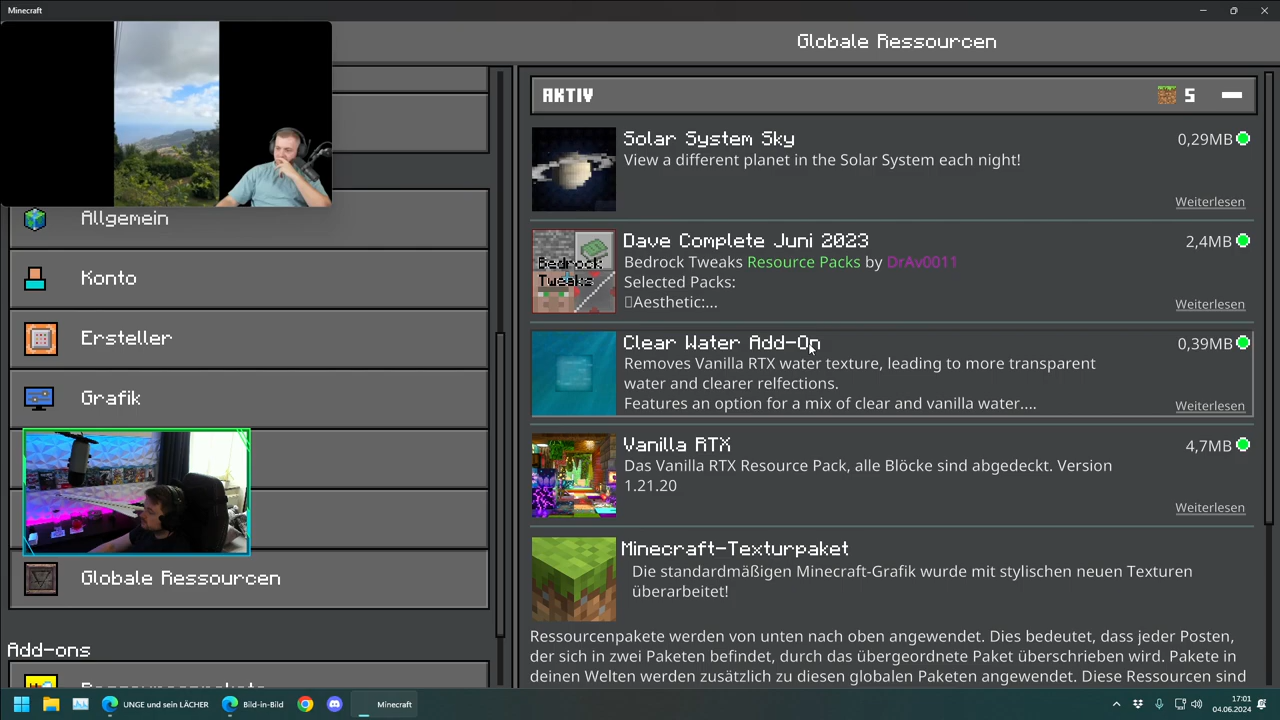 Minecraft
Globale Ressourcen
Allgemein
Konto
Ersteller
Grafik
Globale Ressourcen
Add-ons
AKTIV
5
Solar System Sky
0,29MB
View a different planet in the Solar System each night!
Weiterlesen
Bedrock
Tweaks
Dave Complete Juni 2023
2,4MB
Bedrock Tweaks Resource Packs by DrAv0011
Selected Packs:
Aesthetic:...
Weiterlesen
Clear Water Add-On
0,39MB
Removes Vanilla RTX water texture, leading to more transparent
water and clearer relfections.
Features an option for a mix of clear and vanilla water....
Weiterlesen
Vanilla RTX
4,7MB
Das Vanilla RTX Resource Pack, alle Blöcke sind abgedeckt. Version
1.21.20
Weiterlesen
Minecraft-Texturpaket
Die standardmäßigen Minecraft-Grafik wurde mit stylischen neuen Texturen
überarbeitet!
Ressourcenpakete werden von unten nach oben angewendet. Dies bedeutet, dass jeder Posten,
der sich in zwei Paketen befindet, durch das übergeordnete Paket überschrieben wird. Pakete in
deinen Welten werden zusätzlich zu diesen globalen Paketen angewendet. Diese Ressourcen sind
UNGE und sein LÄCHER
Bild-in-Bild
Minecraft
17:01
04.06.2024